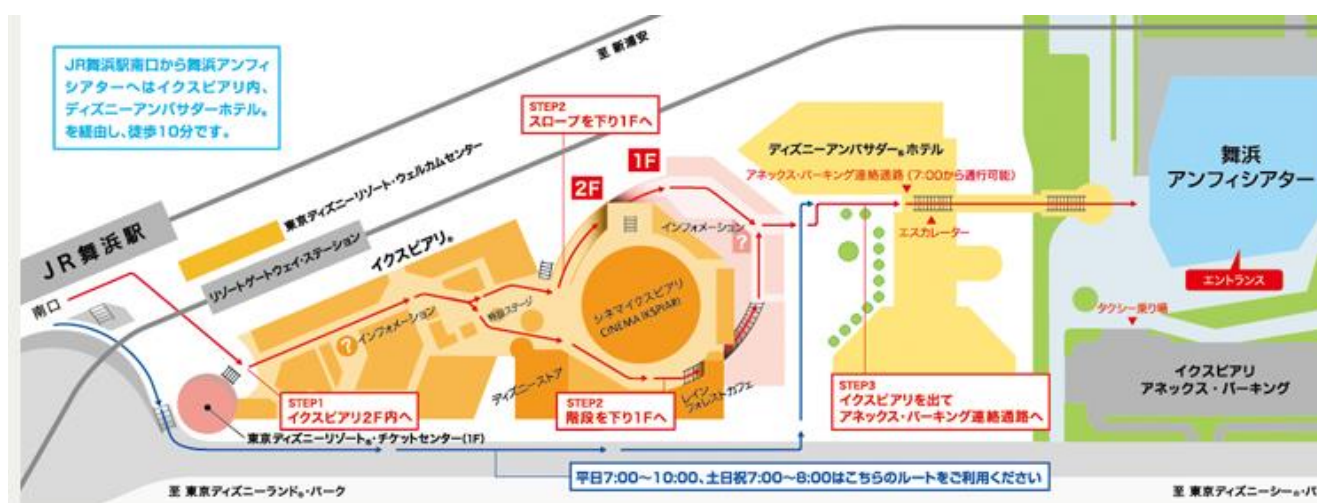 JR舞浜駅南口から舞浜アンフィ
シアターへはイクスピアリ内、
ディズニーアンバサダーホテル®
を経由し、徒歩10分です。
至 新浦安
STEP2
スロープを下り1Fへ
1F
2F
東京ディズニーリゾート・ウェルカムセンター
JR舞浜駅
リゾートゲートウェイ・ステーション
イクスピアリ®
南口
インフォメーション
特設ステージ
シネマイクスピアリ
CINEMA IKSPIARI
インフォメーション
?
?
ディズニーストア
レイン
フォレストカフェ
ディズニーアンバサダー®ホテル
アネックス・パーキング連絡通路 (7:00から通行可能)
エスカレーター
舞浜
アンフィシアター
エントランス
タクシー乗り場
イクスピアリ
アネックス・パーキング
STEP1
イクスピアリ2F内へ
STEP2
階段を下り1Fへ
STEP3
イクスピアリを出て
アネックス・パーキング連絡通路へ
東京ディズニーリゾート®・チケットセンター(1F)
平日7:00~10:00、土日祝7:00~8:00はこちらのルートをご利用ください
至 東京ディズニーランド®・パーク
至 東京ディズニーシー®・パ